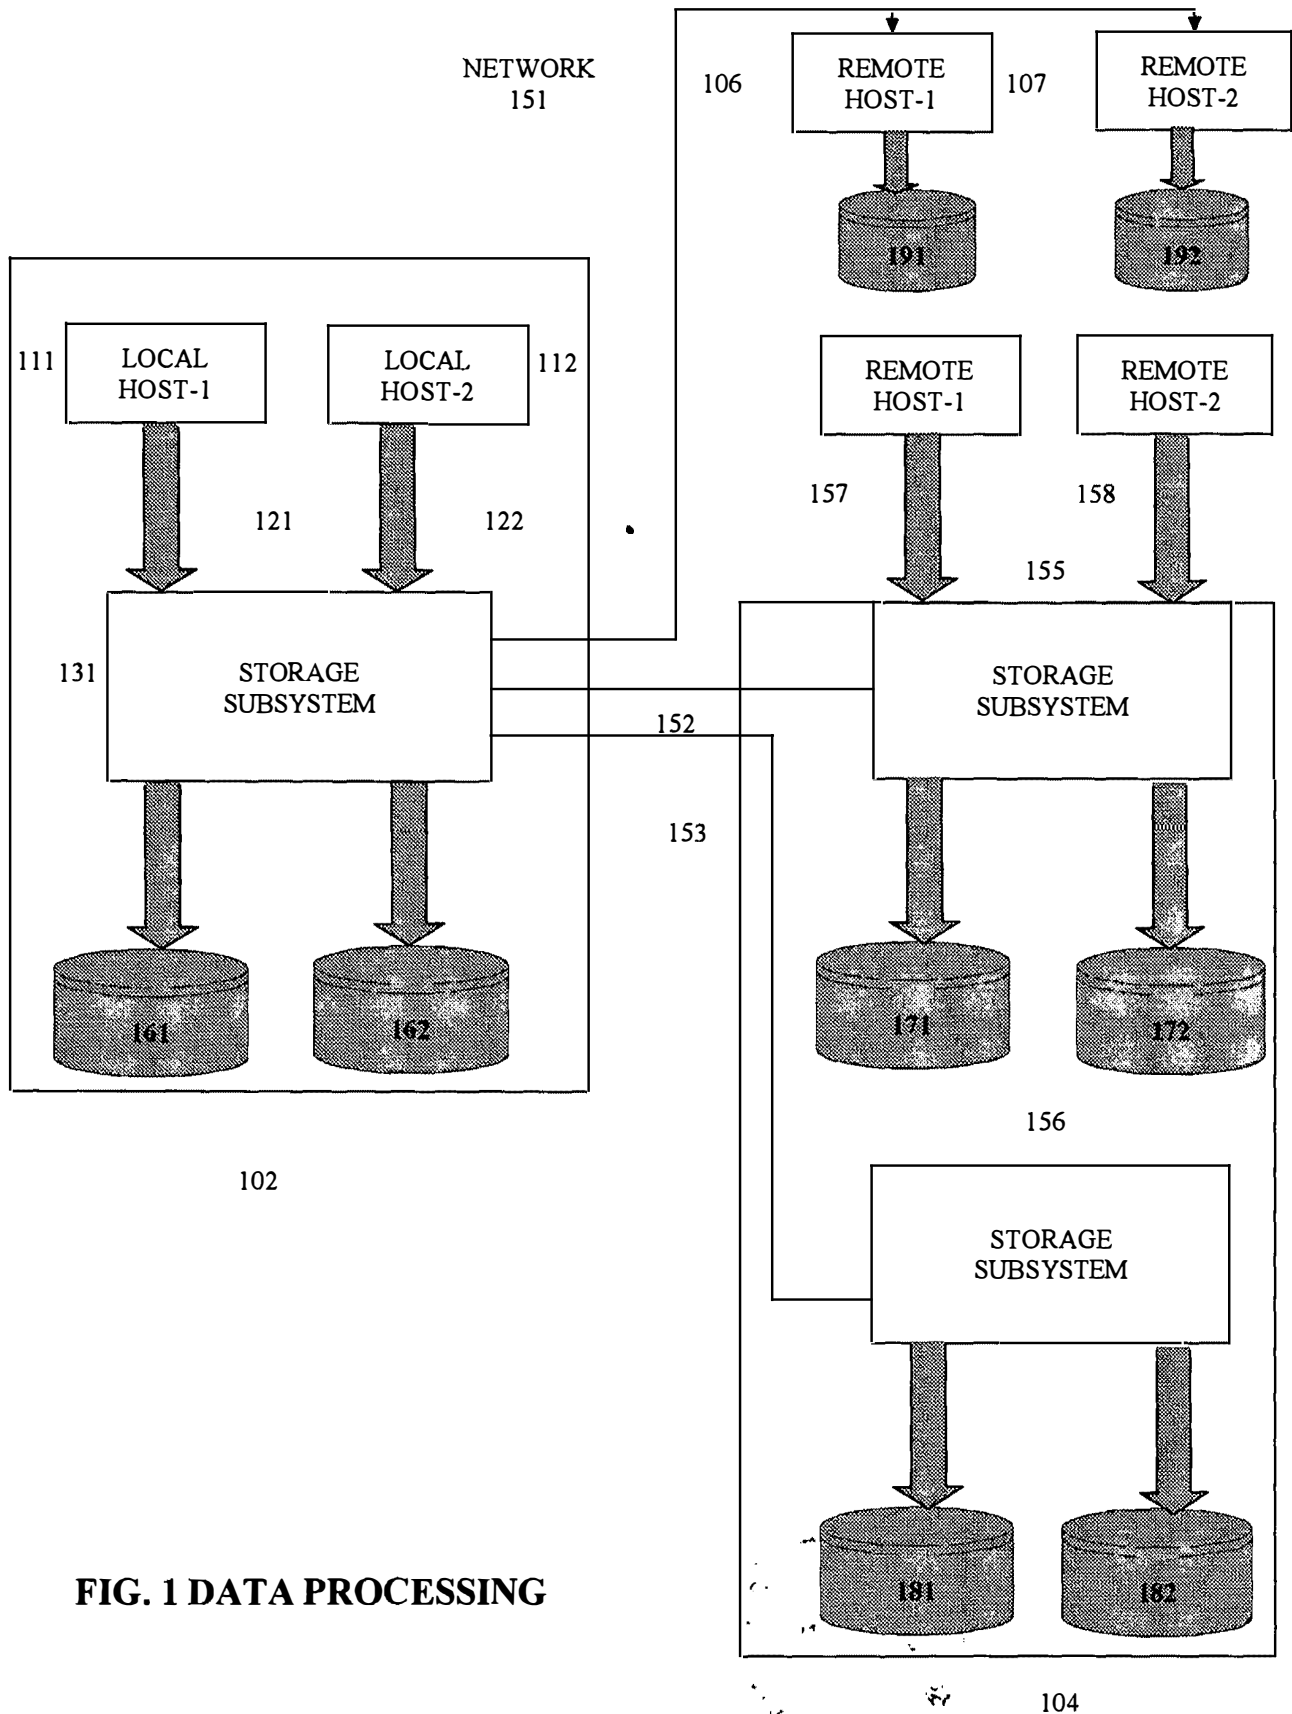 NETWORK
151
106
REMOTE
HOST-1
107
REMOTE
HOST-2
191
192
111
LOCAL
HOST-1
LOCAL
HOST-2
112
REMOTE
HOST-1
REMOTE
HOST-2
121
122
157
158
155
131
STORAGE
SUBSYSTEM
152
STORAGE
SUBSYSTEM
153
161
162
171
172
156
102
STORAGE
SUBSYSTEM
FIG. 1 DATA PROCESSING
181
182
104